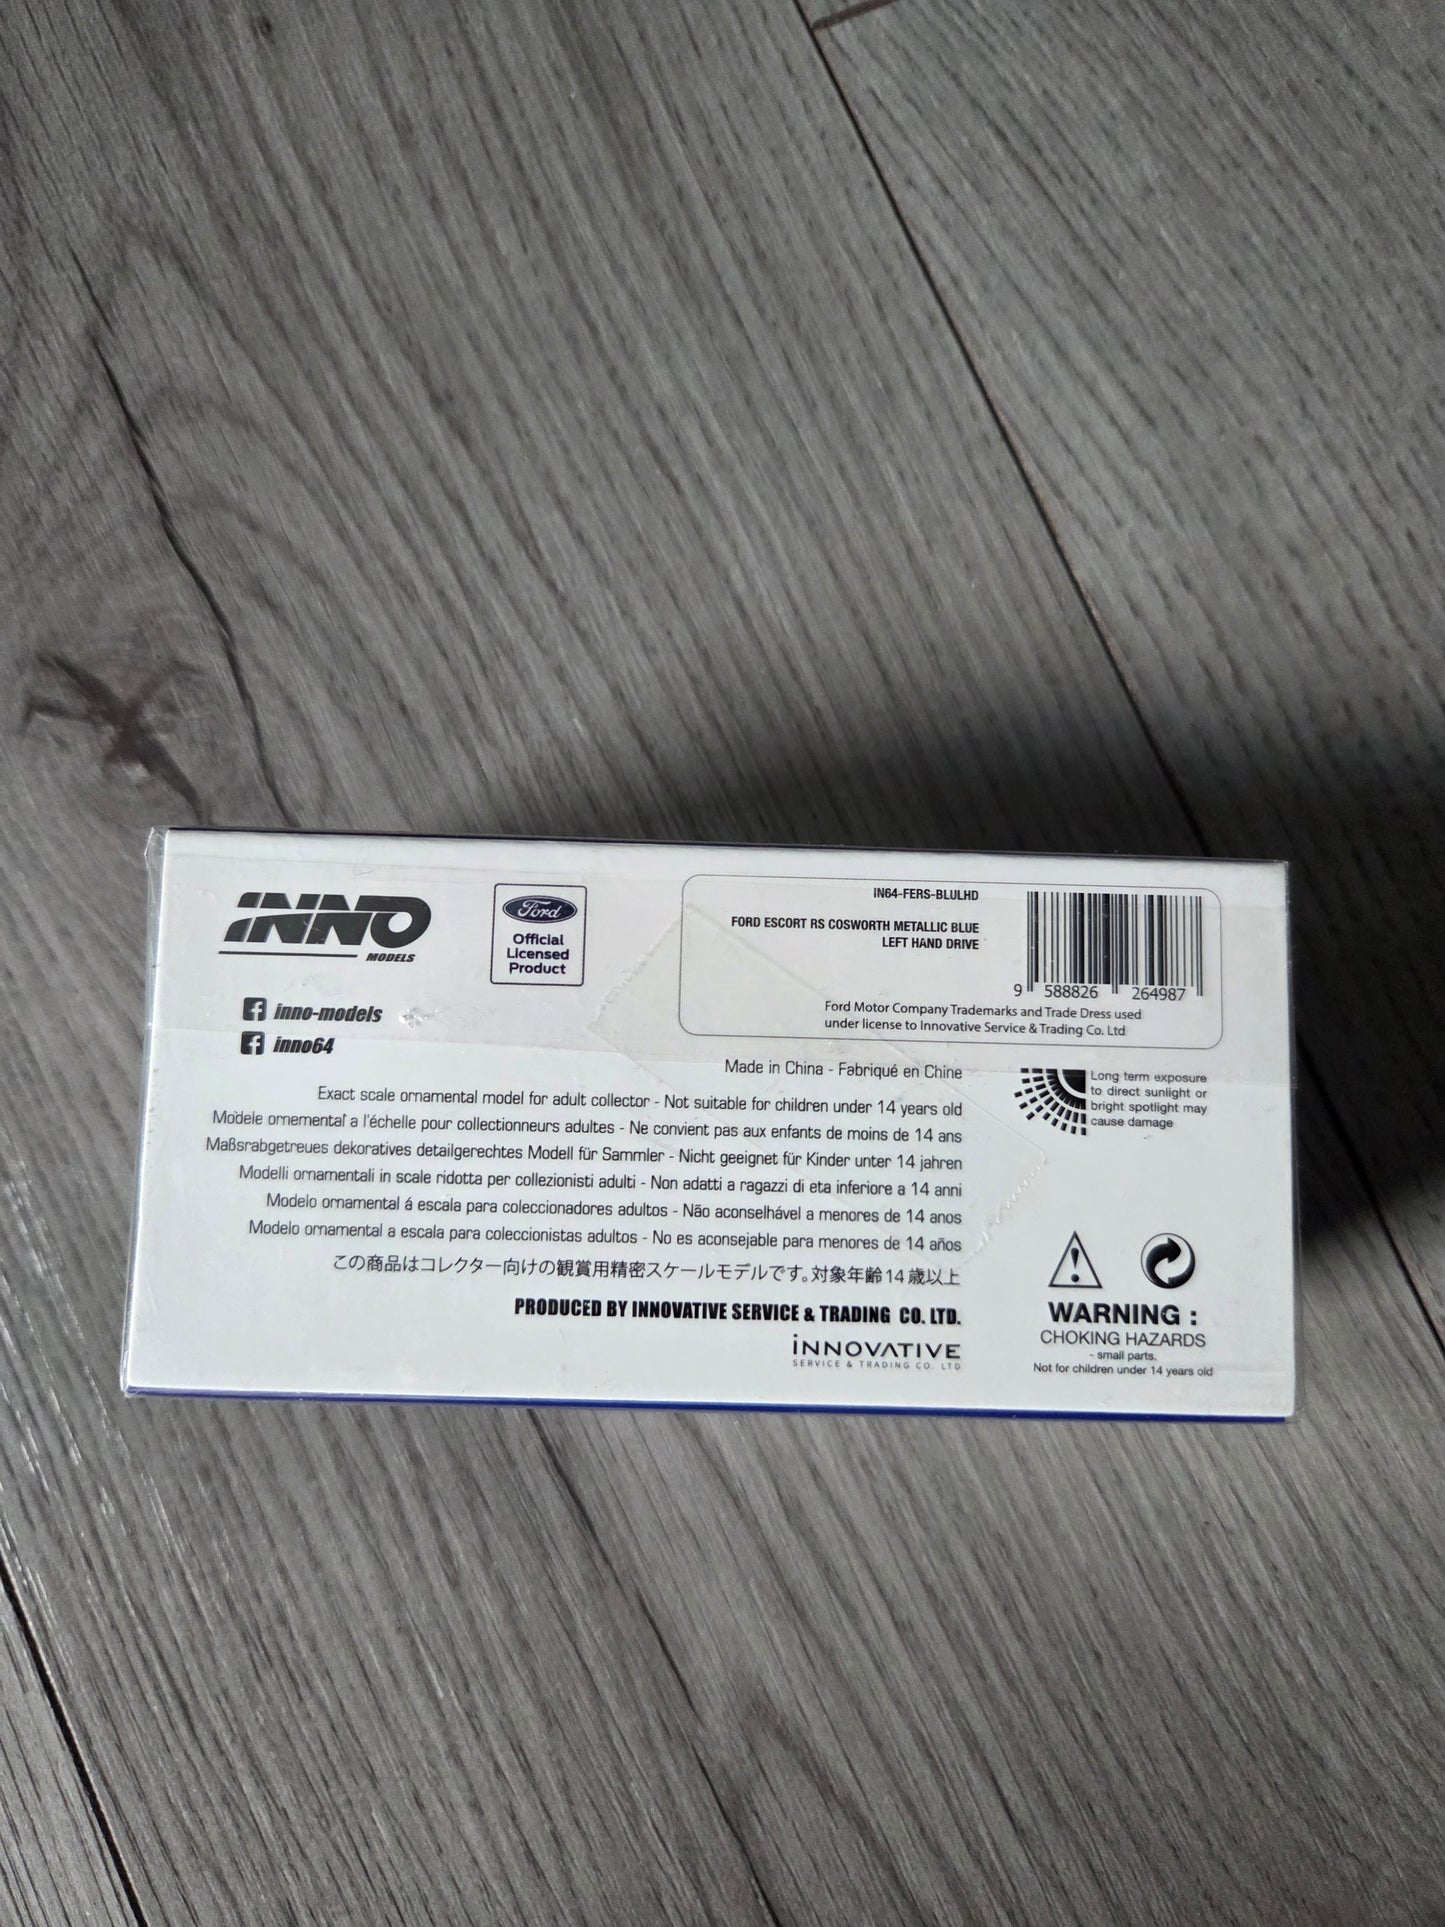 INNO
MODELS
inno-models
inno64
Ford
Official
Licensed
Product
IN64-FERS-BLULHD
FORD ESCORT RS COSWORTH METALLIC BLUE
LEFT HAND DRIVE
9 588826 264987
Ford Motor Company Trademarks and Trade Dress used
under license to Innovative Service & Trading Co. Ltd
Made in China - Fabriqué en Chine
Exact scale ornamental model for adult collector - Not suitable for children under 14 years old
Modèle ornemental a l'échelle pour collectionneurs adultes - Ne convient pas aux enfants de moins de 14 ans
Maßsrabgetreues dekoratives detailgerechtes Modell für Sammler - Nicht geeignet für Kinder unter 14 jahren
Modelli ornamentali in scale ridotta per collezionisti adulti - Non adatti a ragazzi di eta inferiore a 14 anni
Modelo ornamental á escala para coleccionadores adultos - Não aconselhável a menores de 14 anos
Modelo ornamental a escala para coleccionistas adultos - No es aconsejable para menores de 14 años
この商品はコレクター向けの観賞用精密スケールモデルです。対象年齢14歳以上
PRODUCED BY INNOVATIVE SERVICE & TRADING CO. LTD.
INNOVATIVE
SERVICE & TRADING CO. LTD
Long term exposure
to direct sunlight or
bright spotlight may
cause damage
WARNING :
CHOKING HAZARDS
- small parts.
Not for children under 14 years old